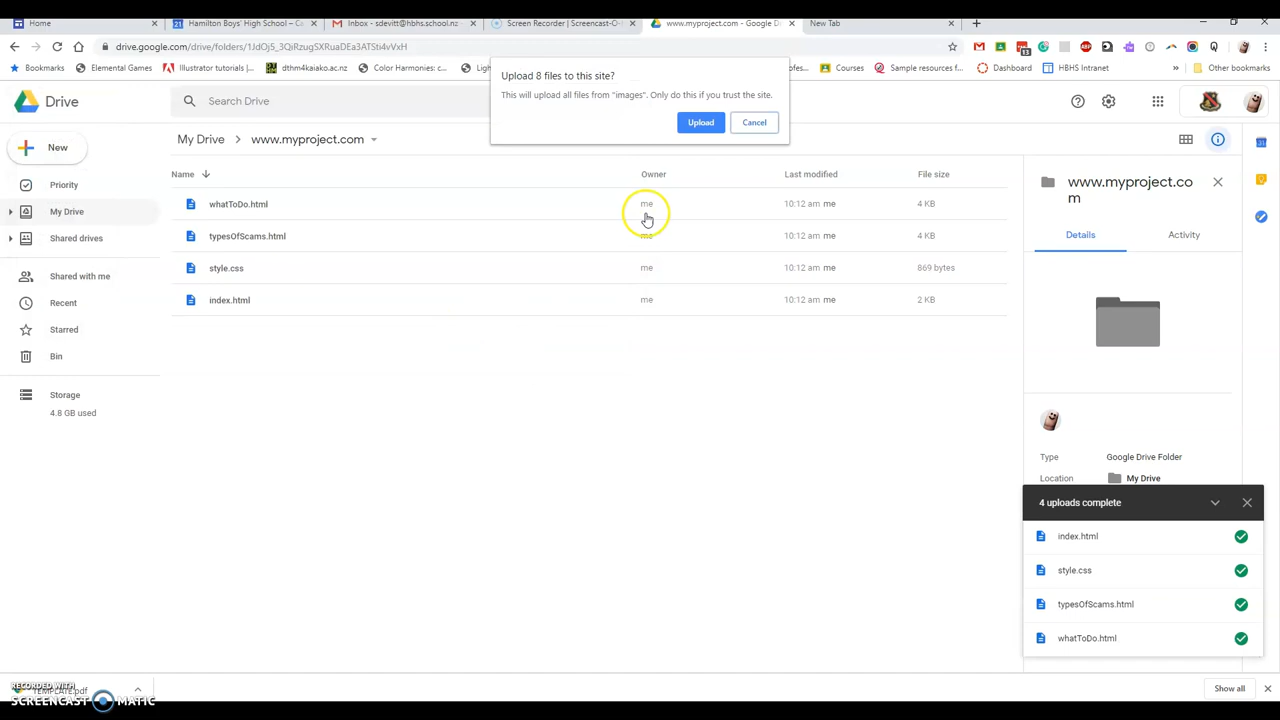 Home
Hamilton Boys' High School – C
Inbox - sdevitt@hbhs.school.nz
Screen Recorder | Screencast-O-
www.myproject.com - Google D
New Tab
drive.google.com/drive/folders/1JdOj5_3QiRzugSXRuaDEa3ATSti4vVxH
Bookmarks
Elemental Games
Illustrator tutorials |
dthm4kaiako.ac.nz
Color Harmonies: c
Ligh
Courses
Sample resources f
Dashboard
HBHS Intranet
»
Other bookmarks
Upload 8 files to this site?
This will upload all files from "images". Only do this if you trust the site.
Upload
Cancel
Drive
Search Drive
New
My Drive
www.myproject.com
Name
Owner
Last modified
File size
whatToDo.html
me
10:12 am me
4 KB
typesOfScams.html
me
10:12 am me
4 KB
style.css
me
10:12 am me
869 bytes
index.html
me
10:12 am me
2 KB
Priority
My Drive
Shared drives
Shared with me
Recent
Starred
Bin
Storage
4.8 GB used
www.myproject.co
m
Details
Activity
Type
Google Drive Folder
Location
My Drive
4 uploads complete
index.html
style.css
typesOfScams.html
whatToDo.html
TEMPLATE.pdf
RECORDED WITH
SCREENCAST MATIC
Show all